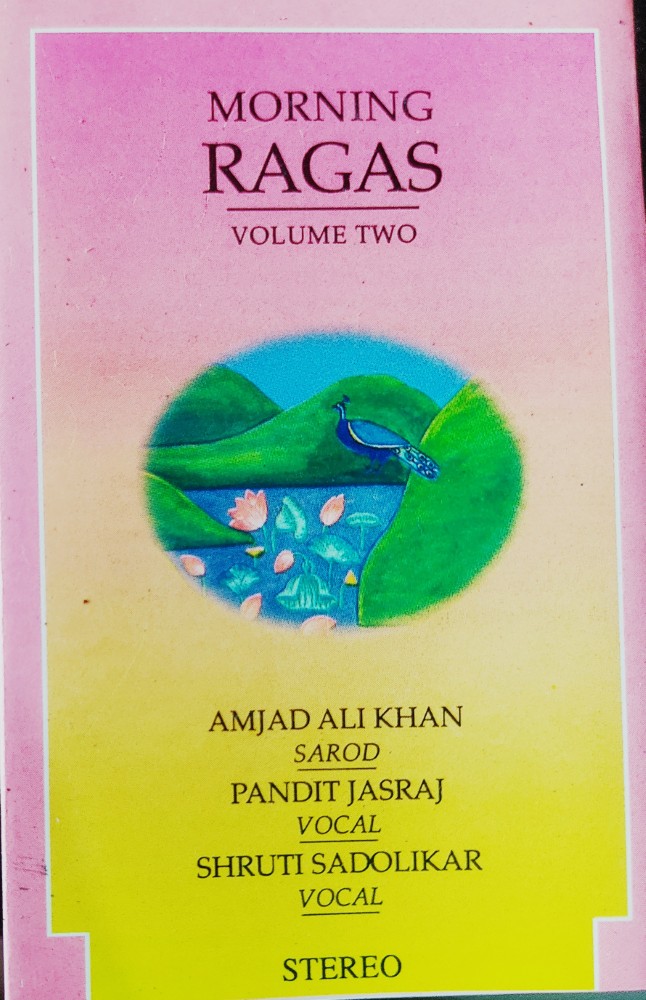 MORNING
RAGAS
VOLUME TWO
AMJAD ALI KHAN
SAROD
PANDIT JASRAJ
VOCAL
SHRUTI SADOLIKAR
VOCAL
STEREO